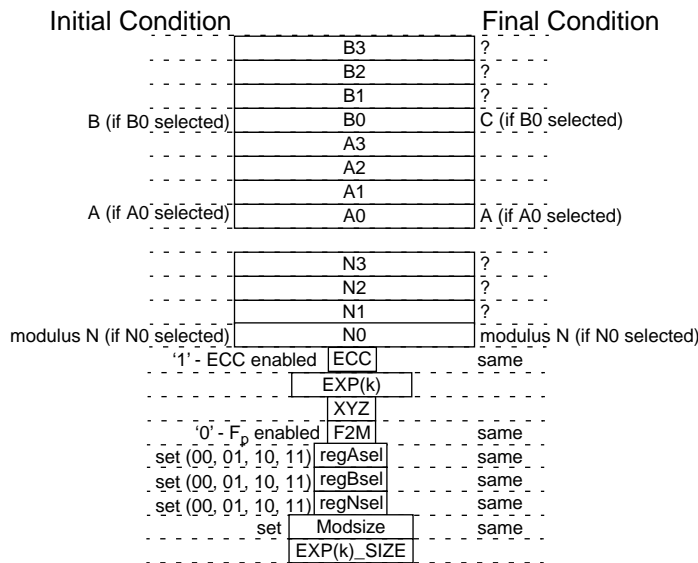 Initial Condition Final Condition
B3 ?
B2 ?
B1 ?
B (if B0 selected) B0 C (if B0 selected)
A3
A2
A1
A (if A0 selected) A0 A (if A0 selected)
N3 ?
N2 ?
N1 ?
modulus N (if N0 selected) N0 modulus N (if N0 selected)
‘1’ - ECC enabled ECC same
EXP(k)
XYZ
‘0’ - Fp enabled F2M same
set (00, 01, 10, 11) regAsel same
set (00, 01, 10, 11) regBsel same
set (00, 01, 10, 11) regNsel same
set Modsize same
EXP(k)_SIZE